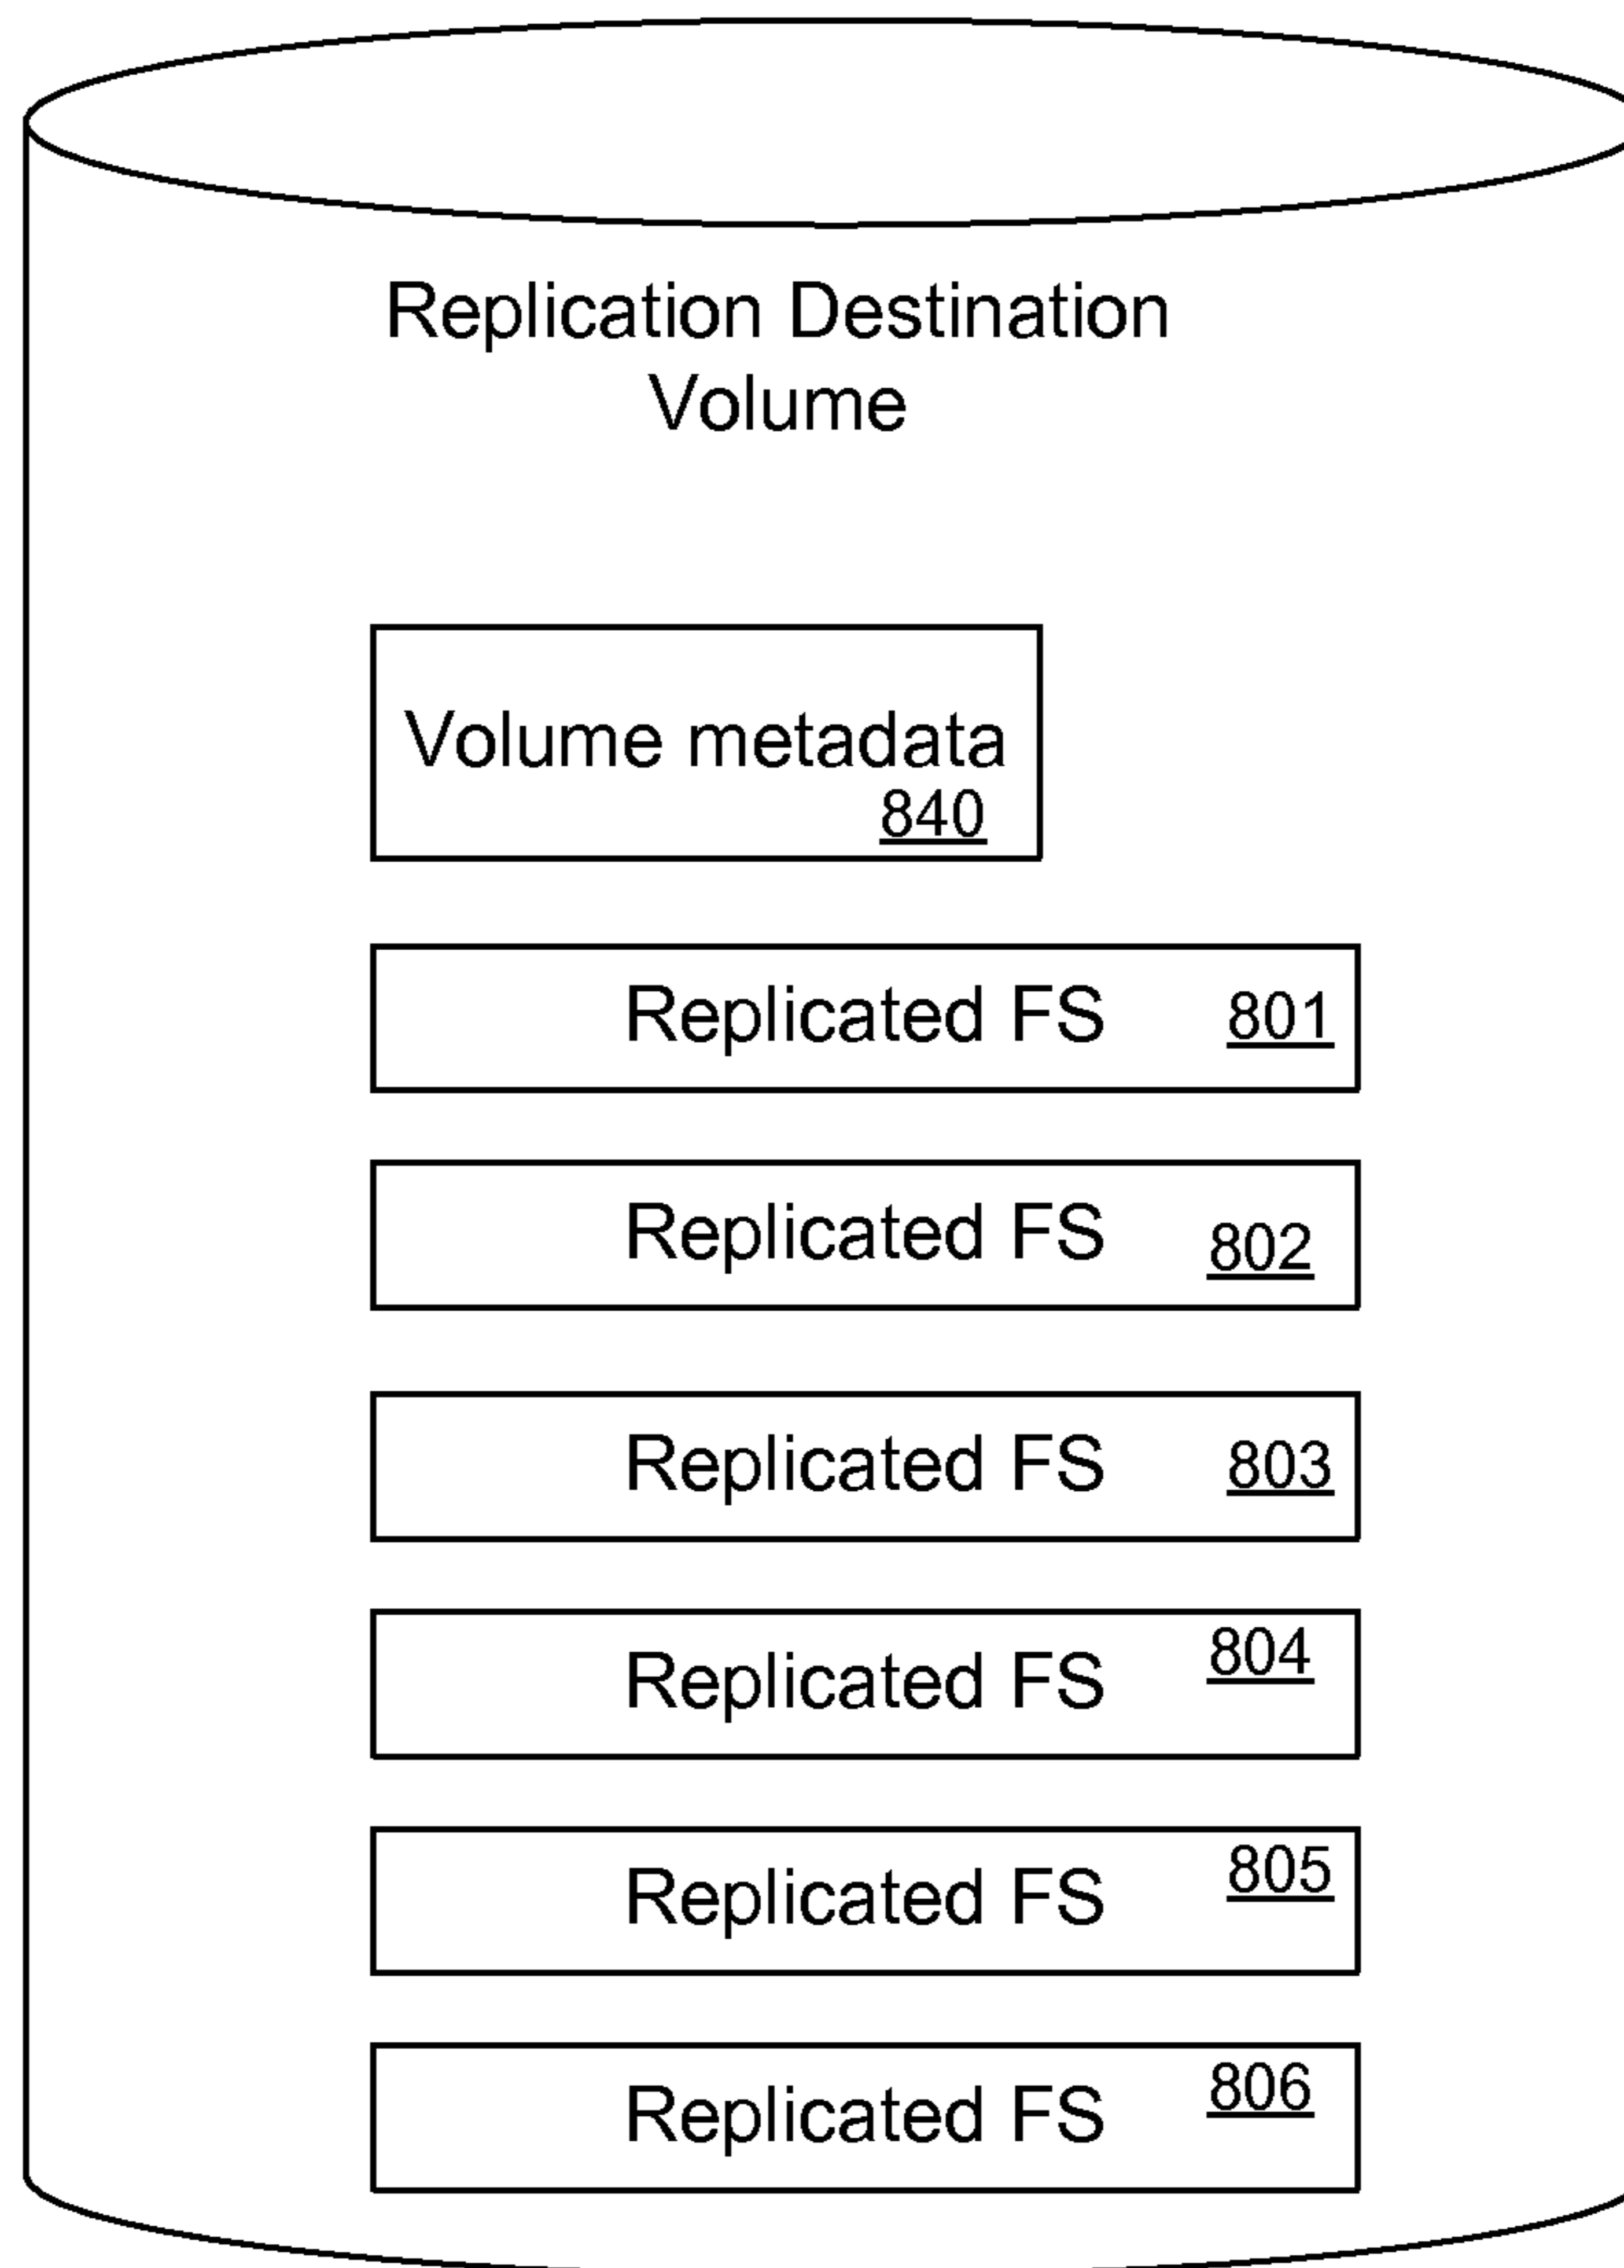 Replication Destination
Volume
Volume metadata
840
Replicated FS 801
Replicated FS 802
Replicated FS 803
Replicated FS 804
Replicated FS 805
Replicated FS 806